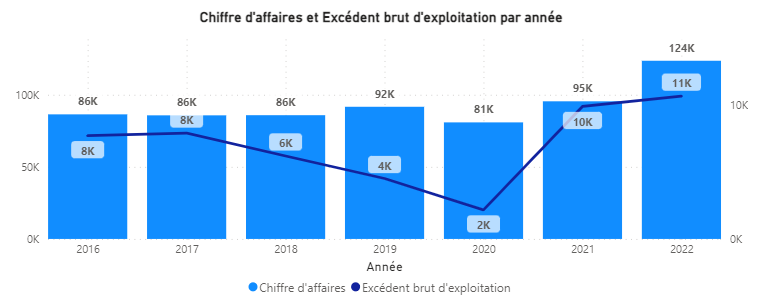 Chiffre d'affaires et Excédent brut d'exploitation par année
124K
86K 86K 86K 92K 81K 95K
11K
100K 10K
8K 8K 6K 4K 2K 10K
50K
0K 0K
2016 2017 2018 2019 2020 2021 2022
Année
Chiffre d'affaires Excédent brut d'exploitation